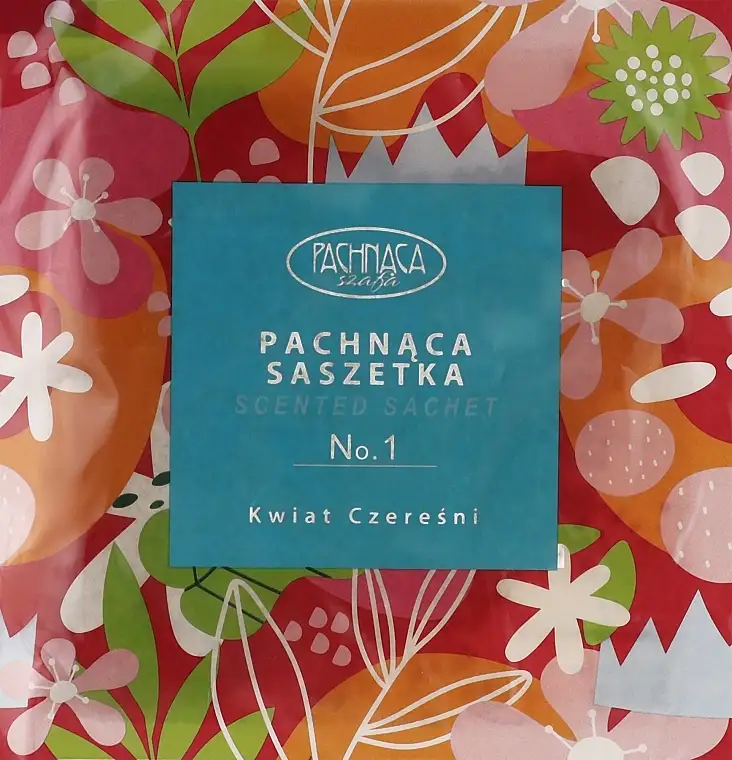 PACHNĄCA
szafa
PACHNĄCA
SASZETKA
SCENTED SACHET
No.1
Kwiat Czereśni